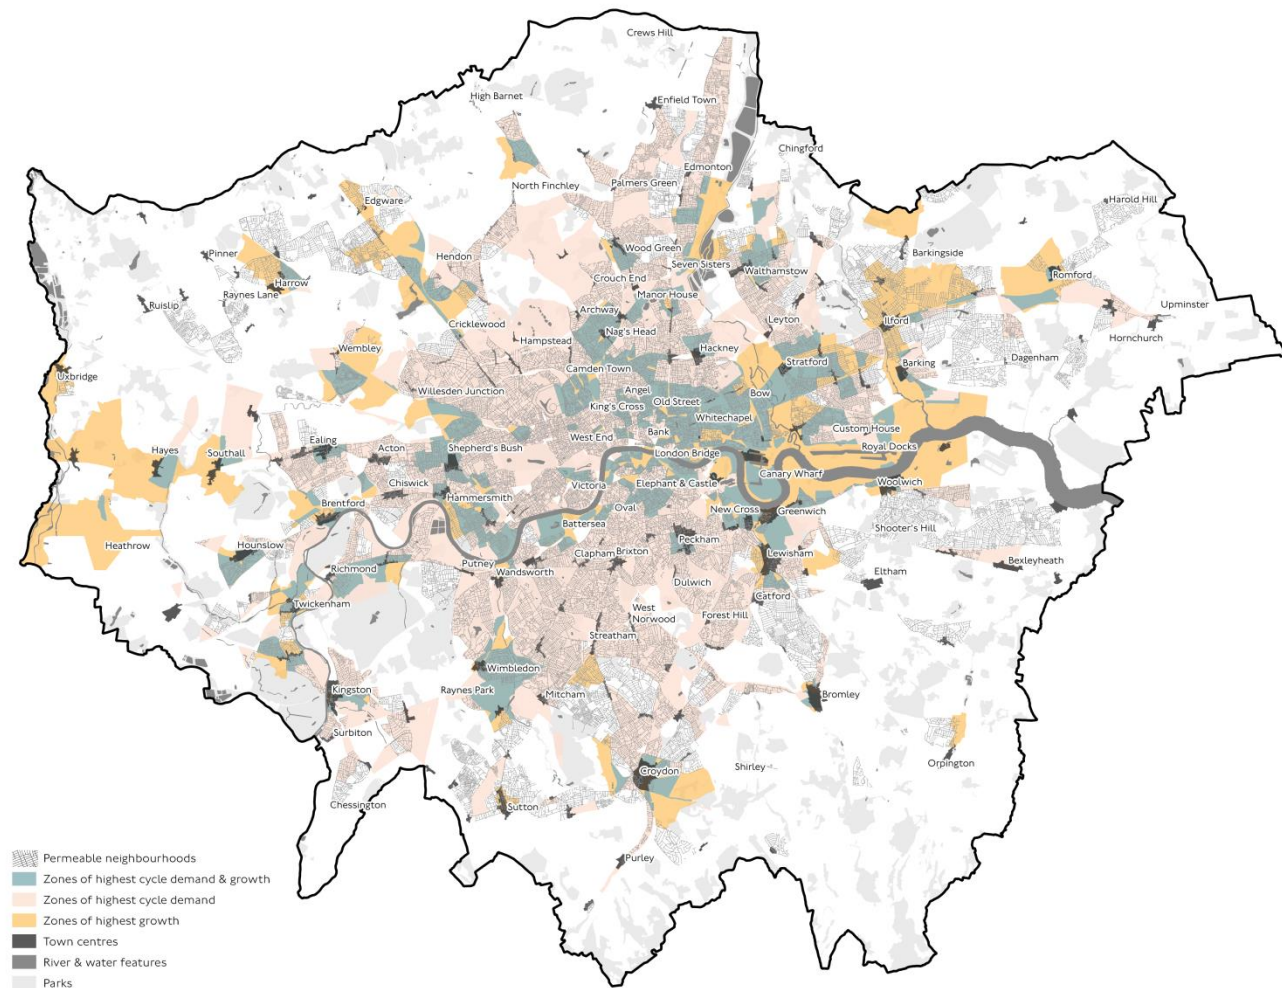 Crews Hill
High Barnet
Enfield Town
Chingford
Edmonton
North Finchley
Palmers Green
Edgware
Harold Hill
Wood Green
Barkingside
Pinner
Hendon
Seven Sisters
Walthamstow
Romford
Harrow
Crouch End
Raynes Lane
Manor House
Ruislip
Archway
Leyton
Upminster
Cricklewood
Ilford
Nag's Head
Hampstead
Hornchurch
Wembley
Hackney
Stratford
Dagenham
Barking
Camden Town
Uxbridge
Willesden Junction
Angel
Bow
King's Cross
Old Street
Whitechapel
Custom House
Bank
West End
Ealing
Acton
Shepherd's Bush
Royal Docks
Hayes
Southall
London Bridge
Canary Wharf
Chiswick
Victoria
Elephant & Castle
Woolwich
Hammersmith
Brentford
Oval
New Cross
Greenwich
Battersea
Shooter's Hill
Peckham
Heathrow
Hounslow
Clapham
Brixton
Lewisham
Putney
Bexleyheath
Richmond
Wandsworth
Eltham
Dulwich
Catford
Twickenham
West
Norwood
Forest Hill
Streatham
Wimbledon
Kingston
Raynes Park
Mitcham
Bromley
Surbiton
Orpington
Croydon
Shirley
Chessington
Sutton
Purley
Permeable neighbourhoods
Zones of highest cycle demand & growth
Zones of highest cycle demand
Zones of highest growth
Town centres
River & water features
Parks